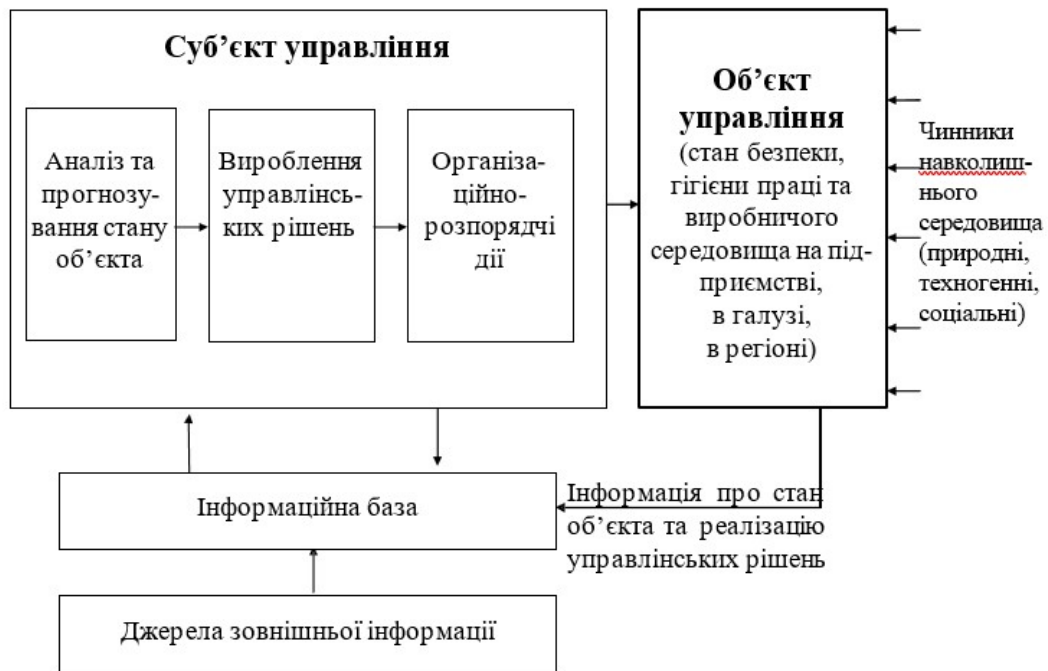 Суб’єкт управління
Аналіз та
прогнозу-
вання стану
об’єкта
Вироблення
управлінсь-
ких рішень
Організа-
ційно-
розпорядчі
дії
Об’єкт
управління
(стан безпеки,
гігієни праці та
виробничого
середовища на під-
приємстві,
в галузі,
в регіоні)
Чинники
навколиш-
нього
середовища
(природні,
техногенні,
соціальні)
Інформаційна база
Інформація про стан
об’єкта та реалізацію
управлінських рішень
Джерела зовнішньої інформації